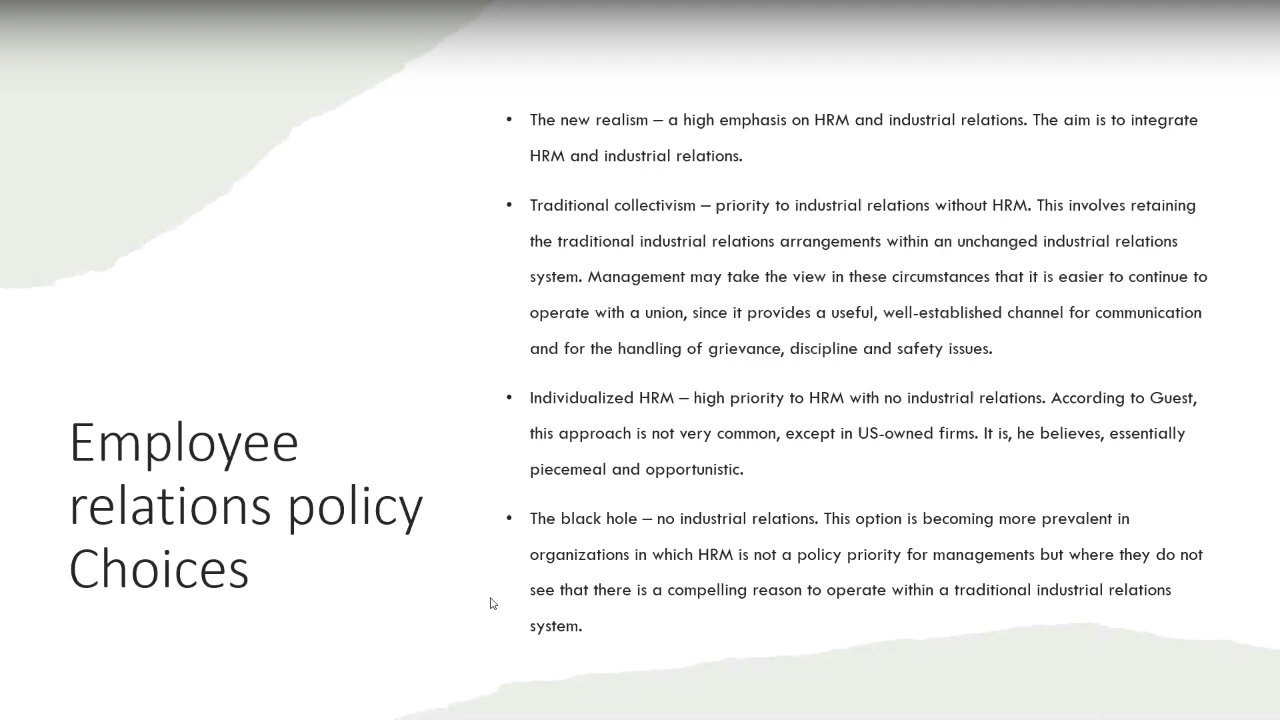 Employee
relations policy
Choices
• The new realism – a high emphasis on HRM and industrial relations. The aim is to integrate
HRM and industrial relations.
• Traditional collectivism – priority to industrial relations without HRM. This involves retaining
the traditional industrial relations arrangements within an unchanged industrial relations
system. Management may take the view in these circumstances that it is easier to continue to
operate with a union, since it provides a useful, well-established channel for communication
and for the handling of grievance, discipline and safety issues.
• Individualized HRM – high priority to HRM with no industrial relations. According to Guest,
this approach is not very common, except in US-owned firms. It is, he believes, essentially
piecemeal and opportunistic.
• The black hole – no industrial relations. This option is becoming more prevalent in
organizations in which HRM is not a policy priority for managements but where they do not
see that there is a compelling reason to operate within a traditional industrial relations
system.